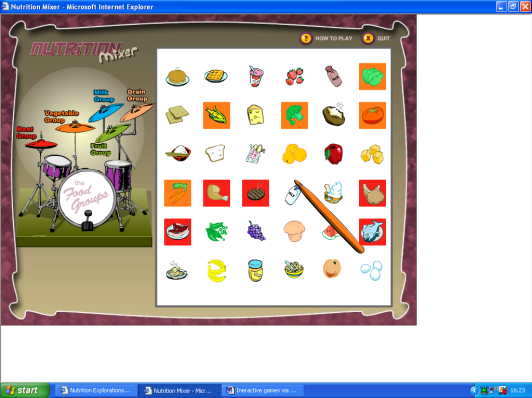 Nutrition Mixer - Microsoft Internet Explorer
NUTRITION
Mixer
? HOW TO PLAY
X QUIT
Milk
Group
Grain
Group
Vegetable
Group
Meat
Group
Fruit
Group
the
Food
Groups
start
Nutrition Explorations...
Nutrition Mixer - Micr...
Ineractive games via ...
16:23